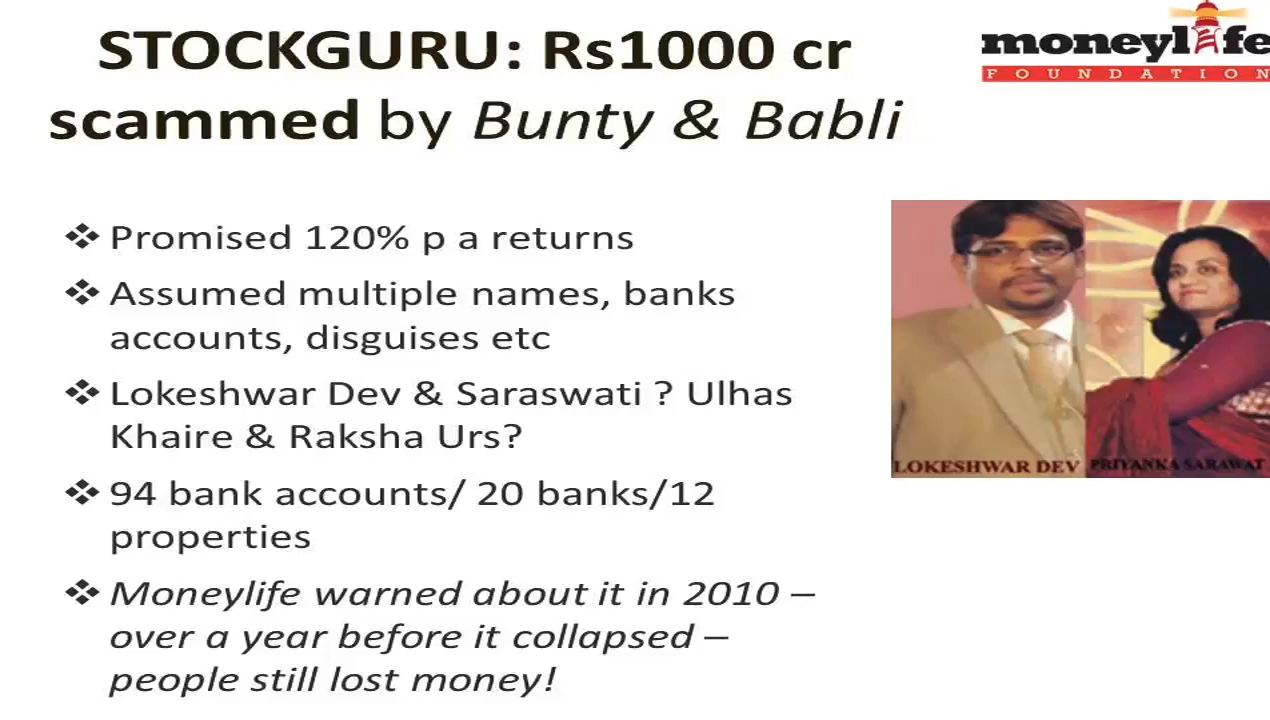 STOCKGURU: Rs1000 cr
scammed by Bunty & Babli
moneylife
FOUNDATION
❖ Promised 120% p a returns
❖ Assumed multiple names, banks
accounts, disguises etc
❖ Lokeshwar Dev & Saraswati ? Ulhas
Khaire & Raksha Urs?
❖ 94 bank accounts/ 20 banks/12
properties
❖ Moneylife warned about it in 2010 –
over a year before it collapsed –
people still lost money!
LOKESHWAR DEV PRIYANKA SARAWAT